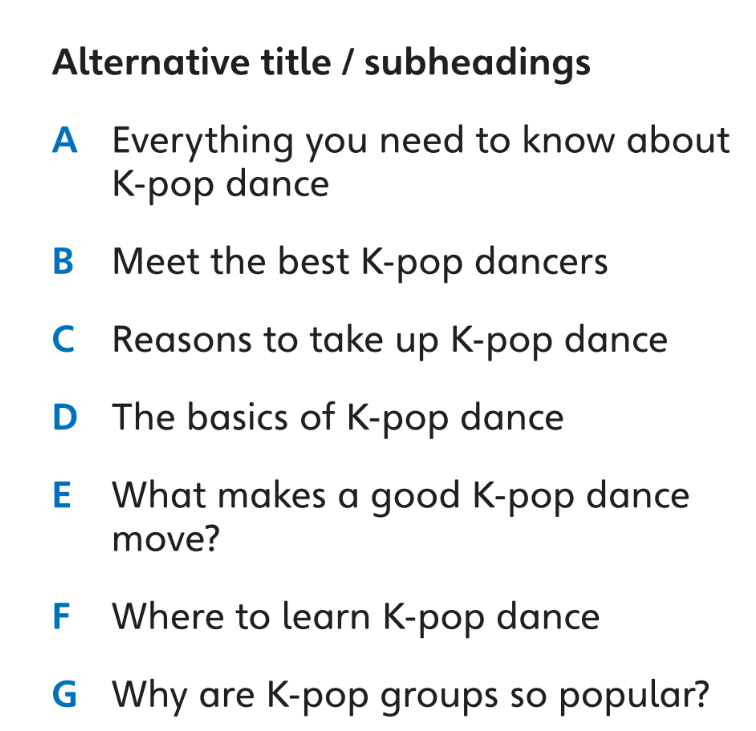 Alternative title / subheadings
A Everything you need to know about
K-pop dance
B Meet the best K-pop dancers
C Reasons to take up K-pop dance
D The basics of K-pop dance
E What makes a good K-pop dance
move?
F Where to learn K-pop dance
G Why are K-pop groups so popular?